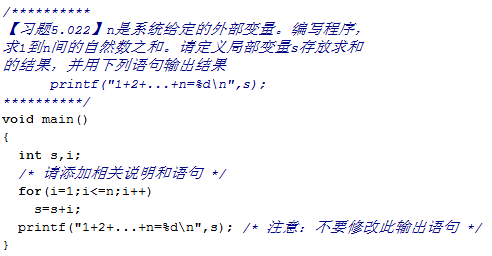 /**********
【习题5.022】n是系统给定的外部变量。编写程序，
求1到n间的自然数之和。请定义局部变量s存放求和
的结果，并用下列语句输出结果
printf("1+2+...+n=%d\n",s);
**********/
void main()
{
int s,i;
/* 请添加相关说明和语句 */
for(i=1;i<=n;i++)
s=s+i;
printf("1+2+...+n=%d\n",s); /* 注意：不要修改此输出语句 */
}